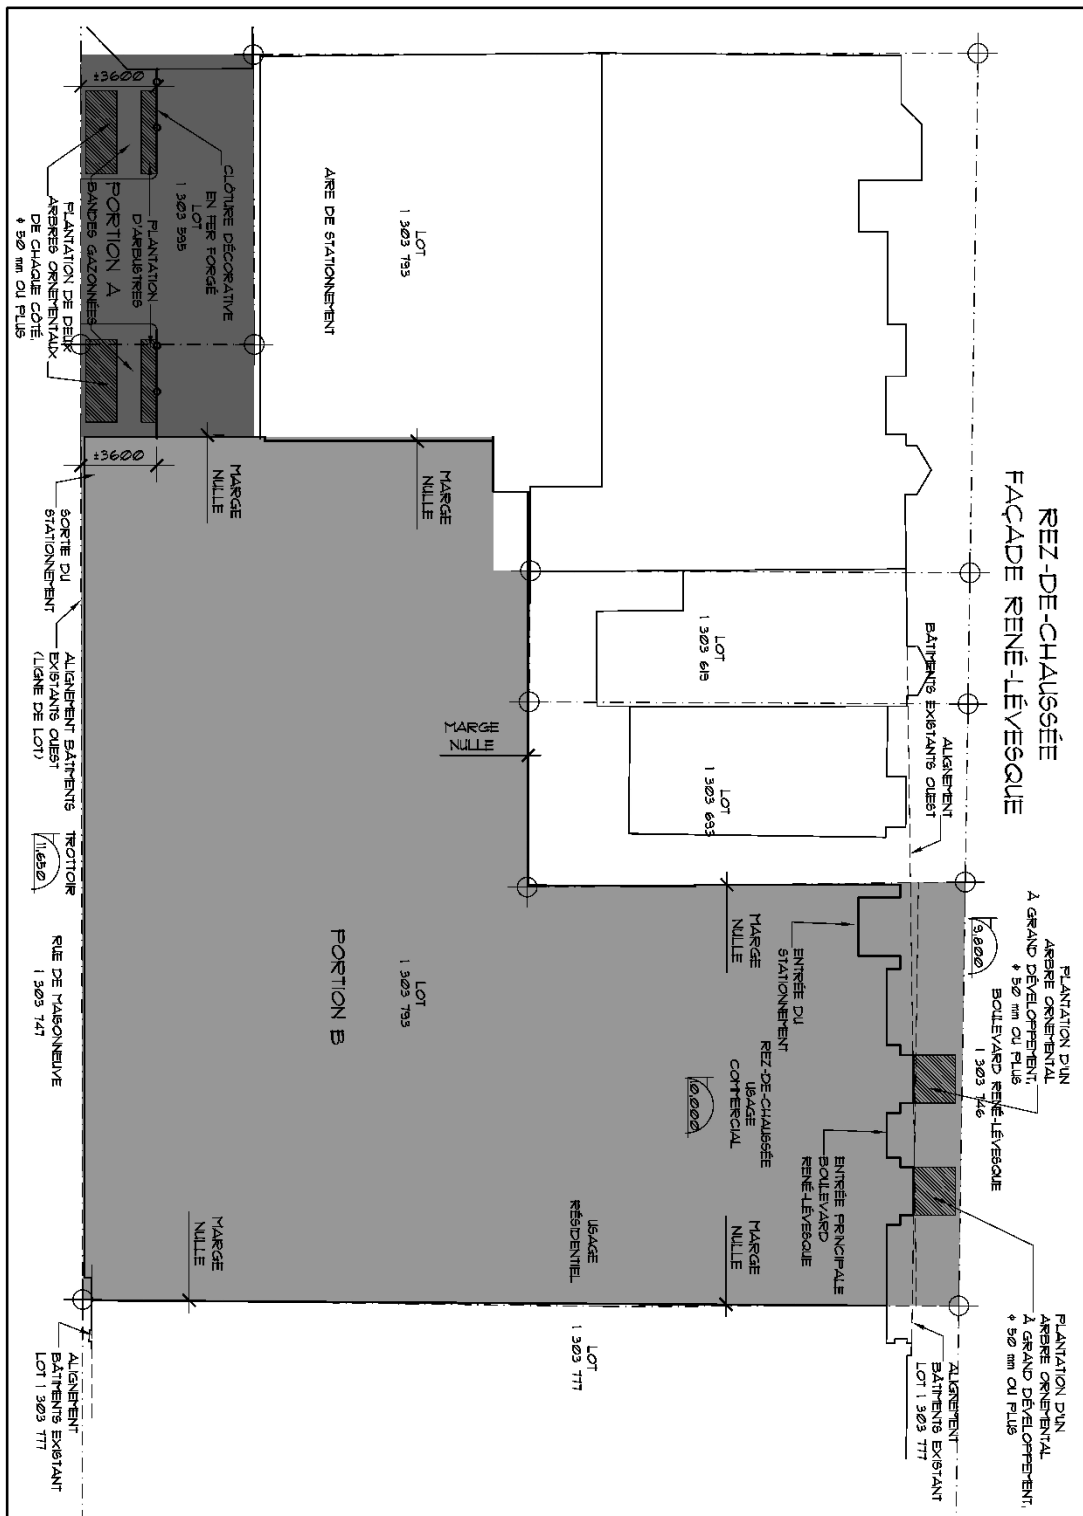 REZ-DE-CHAUSSÉE
FAÇADE RENÉ-LÉVESQUE
PLANTATION D'UN
ARBRE ORNEMENTAL
À GRAND DÉVELOPPEMENT,
ϕ 50 mm OU PLUS
PLANTATION D'UN
ARBRE ORNEMENTAL
À GRAND DÉVELOPPEMENT,
ϕ 50 mm OU PLUS
BOULEVARD RENÉ-LÉVESQUE
1 303 746
9,800
ALIGNEMENT
BÂTIMENTS EXISTANTS OUEST
ALIGNEMENT
BÂTIMENTS EXISTANT
LOT 1 303 777
LOT
1 303 619
LOT
1 303 693
ENTRÉE DU
STATIONNEMENT
ENTRÉE PRINCIPALE
BOULEVARD
RENÉ-LÉVESQUE
MARGE
NULLE
REZ-DE-CHAUSSÉE
USAGE
COMMERCIAL
10,000
MARGE
NULLE
USAGE
RÉSIDENTIEL
LOT
1 303 777
LOT
1 303 793
AIRE DE STATIONNEMENT
MARGE
NULLE
MARGE
NULLE
LOT
1 303 793
PORTION B
MARGE
NULLE
MARGE
NULLE
CLÔTURE DÉCORATIVE
EN FER FORGÉ
LOT
1 303 595
PLANTATION
D'ARBUSTRES
PORTION A
BANDES GAZONNÉES
PLANTATION DE DEUX
ARBRES ORNEMENTAUX
DE CHAQUE CÔTÉ,
ϕ 50 mm OU PLUS
±3600
±3600
SORTIE DU
STATIONNEMENT
ALIGNEMENT BÂTIMENTS
EXISTANTS OUEST
(LIGNE DE LOT)
TROTTOIR
11,650
RUE DE MAISONNEUVE
1 303 747
ALIGNEMENT
BÂTIMENTS EXISTANT
LOT 1 303 777